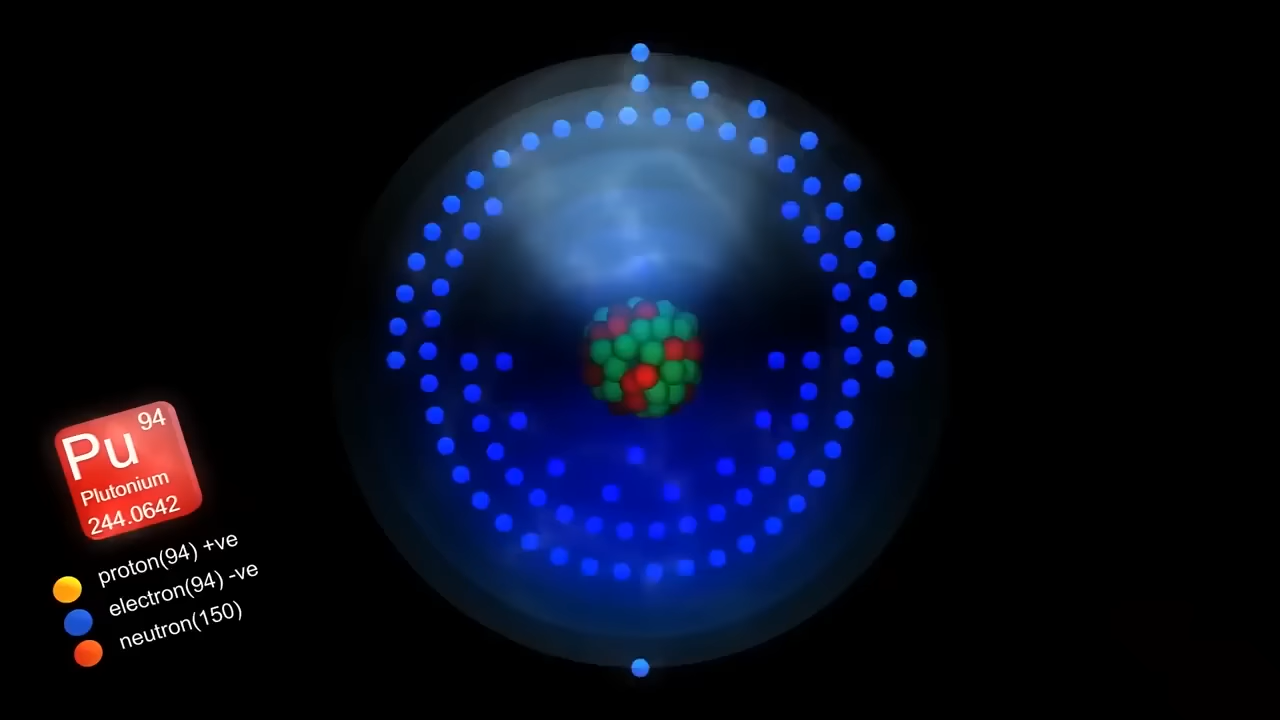 94
Pu
Plutonium
244.0642
proton(94) +ve
electron(94) -ve
neutron(150)